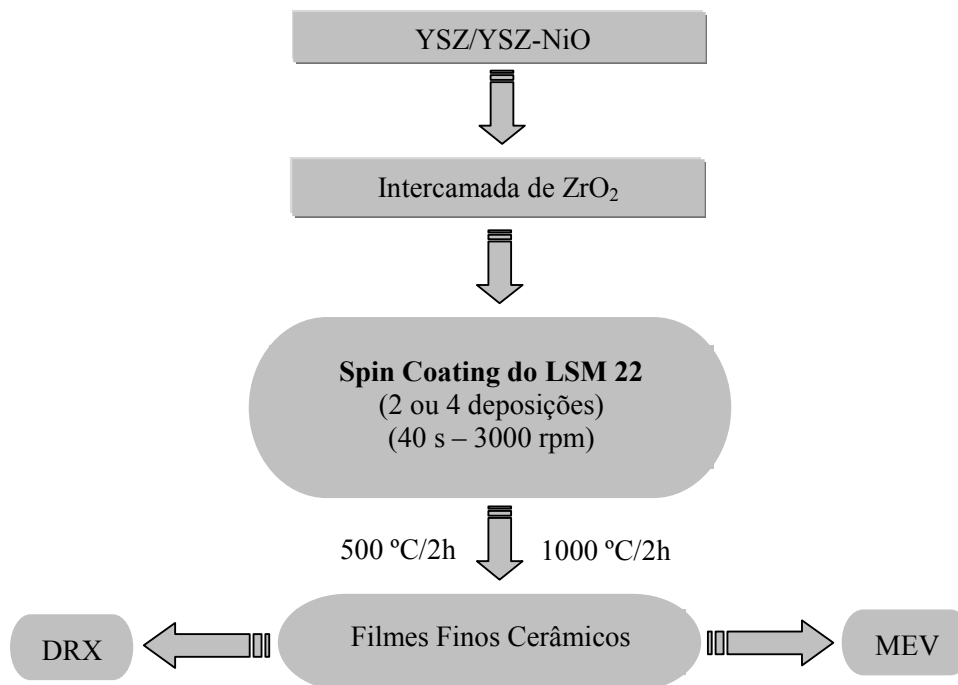 YSZ/YSZ-NiO
Intercamada de ZrO₂
Spin Coating do LSM 22
(2 ou 4 deposições)
(40 s – 3000 rpm)
500 ºC/2h
1000 ºC/2h
DRX
Filmes Finos Cerâmicos
MEV